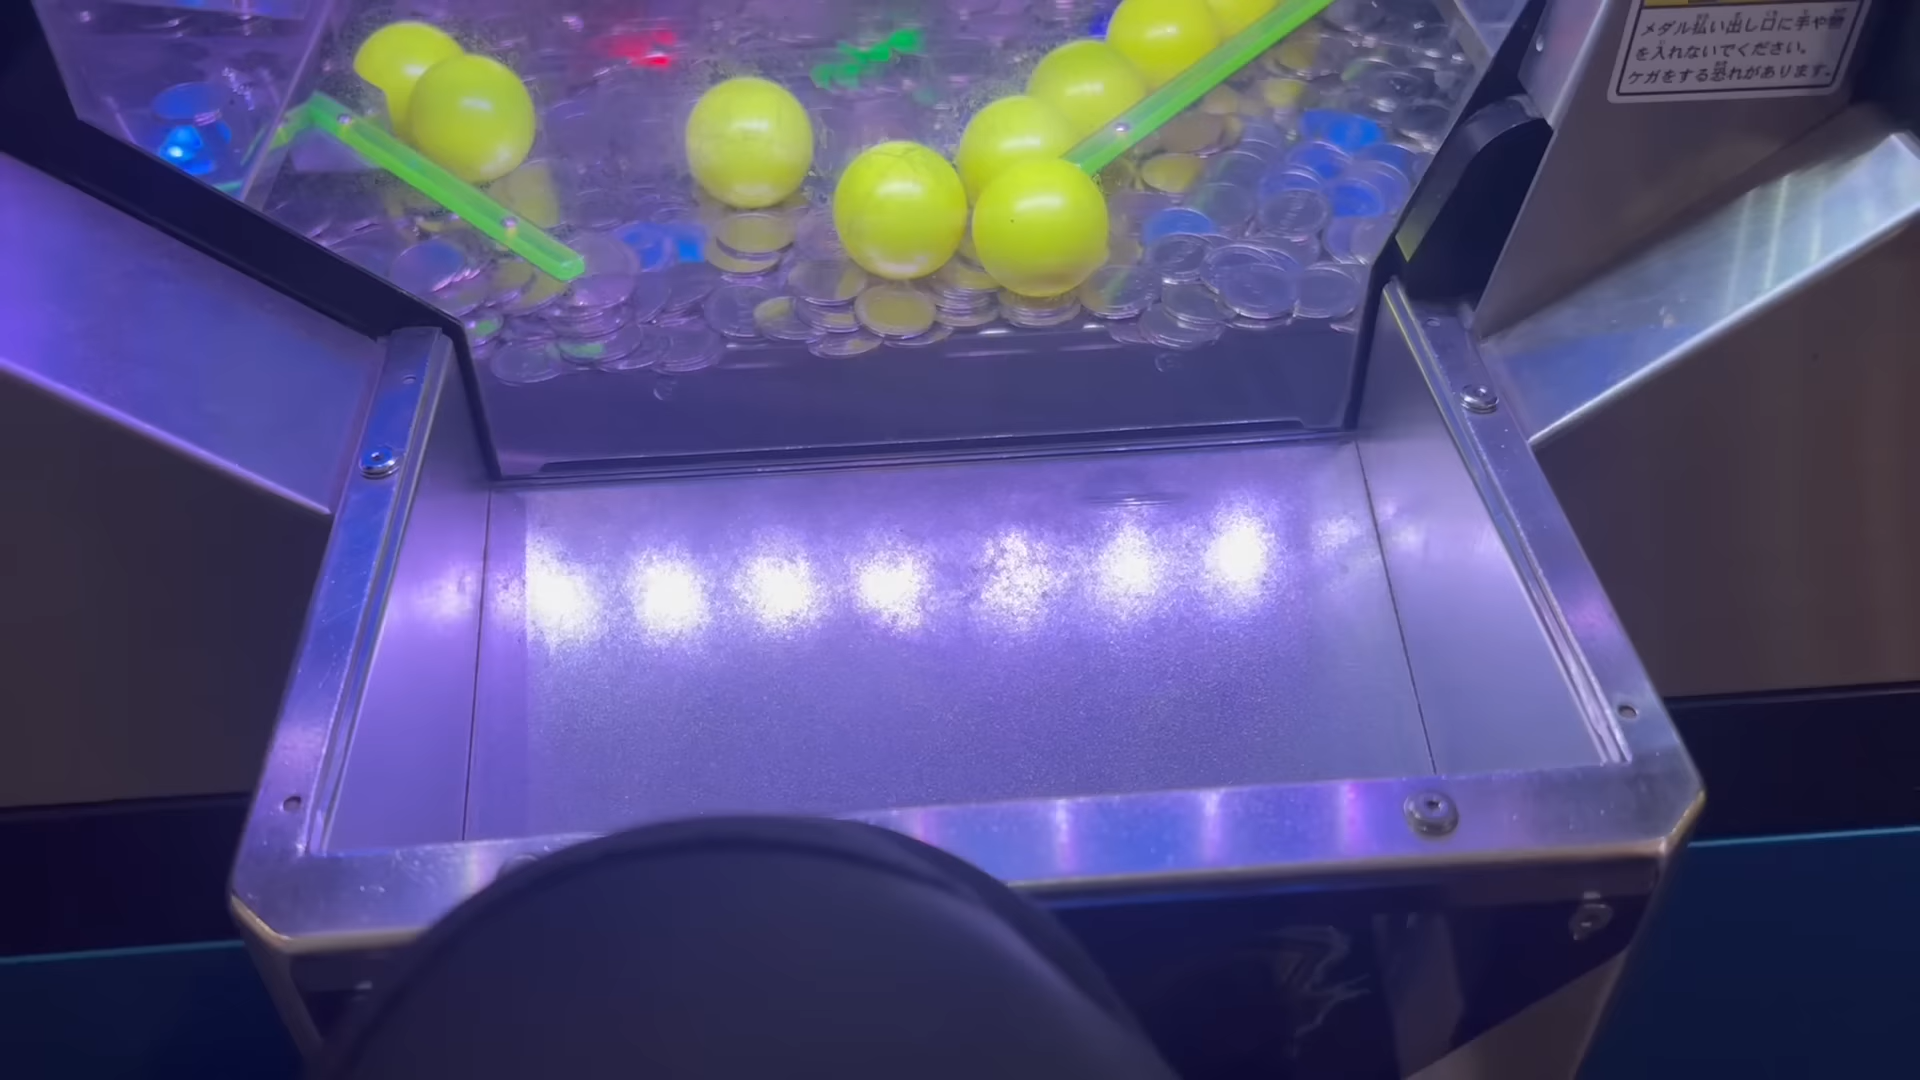 メダル払い出し口に手や物
を入れないでください。
ケガをする恐れがあります。